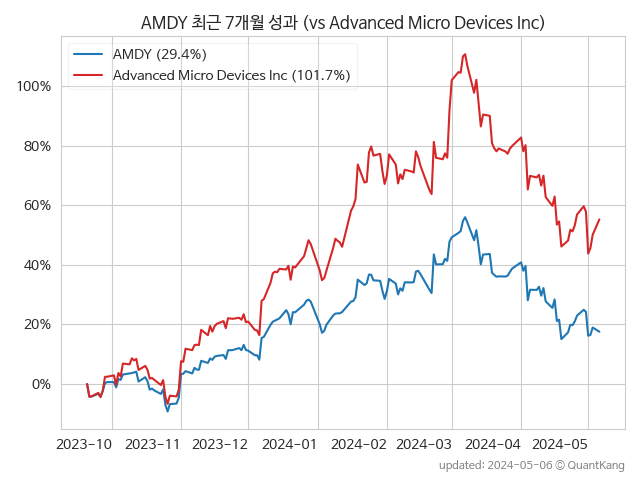 AMDY 최근 7개월 성과 (vs Advanced Micro Devices Inc)
AMDY (29.4%)
Advanced Micro Devices Inc (101.7%)
100%
80%
60%
40%
20%
0%
2023-10 2023-11 2023-12 2024-01 2024-02 2024-03 2024-04 2024-05
updated: 2024-05-06 © QuantKang